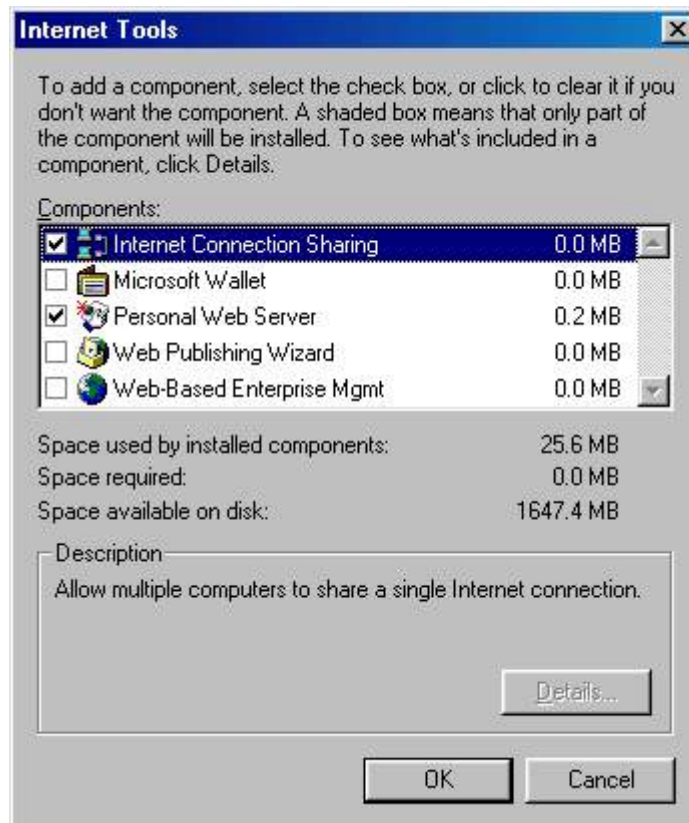 Internet Tools
To add a component, select the check box, or click to clear it if you
don't want the component. A shaded box means that only part of
the component will be installed. To see what's included in a
component, click Details.
Components:
Internet Connection Sharing 0.0 MB
Microsoft Wallet 0.0 MB
Personal Web Server 0.2 MB
Web Publishing Wizard 0.0 MB
Web-Based Enterprise Mgmt 0.0 MB
Space used by installed components: 25.6 MB
Space required: 0.0 MB
Space available on disk: 1647.4 MB
Description
Allow multiple computers to share a single Internet connection.
Details...
OK Cancel